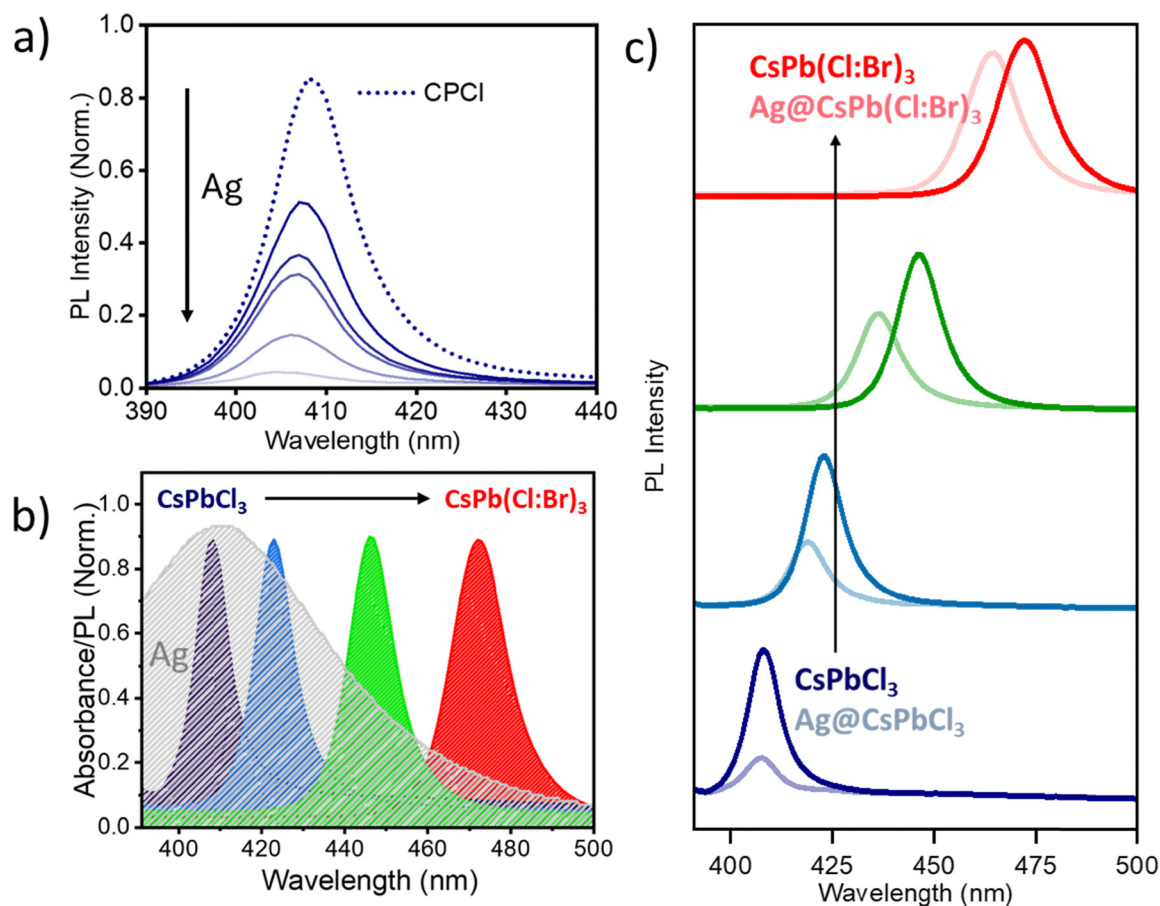 a)
PL Intensity (Norm.)
1.0
0.8
0.6
0.4
0.2
0.0
CPCl
Ag
390 400 410 420 430 440
Wavelength (nm)
b)
Absorbance/PL (Norm.)
1.0
0.8
0.6
0.4
0.2
0.0
CsPbCl₃ CsPb(Cl:Br)₃
Ag
400 420 440 460 480 500
Wavelength (nm)
c)
PL Intensity
CsPb(Cl:Br)₃
Ag@CsPb(Cl:Br)₃
CsPbCl₃
Ag@CsPbCl₃
400 425 450 475 500
Wavelength (nm)